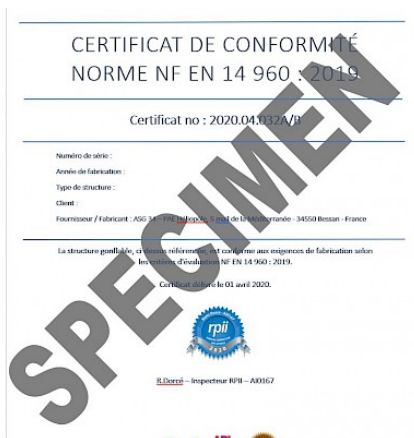 CERTIFICAT DE CONFORMITÉ
NORME NF EN 14 960 : 2019
Certificat no : 2020.04.032A/B
Numéro de série :
Année de fabrication :
Type de structure :
Client :
Fournisseur / Fabricant : ASG 34 – PAE Héliopole, 5 mail de la Méditerranée - 34550 Bessan - France
La structure gonflable, ci dessus référencée, est conforme aux exigences de fabrication selon
les critères d'évaluation NF EN 14 960 : 2019.
Certificat délivré le 01 avril 2020.
rpii
R.Dorcé – Inspecteur RPII – AI0167
SPECIMEN